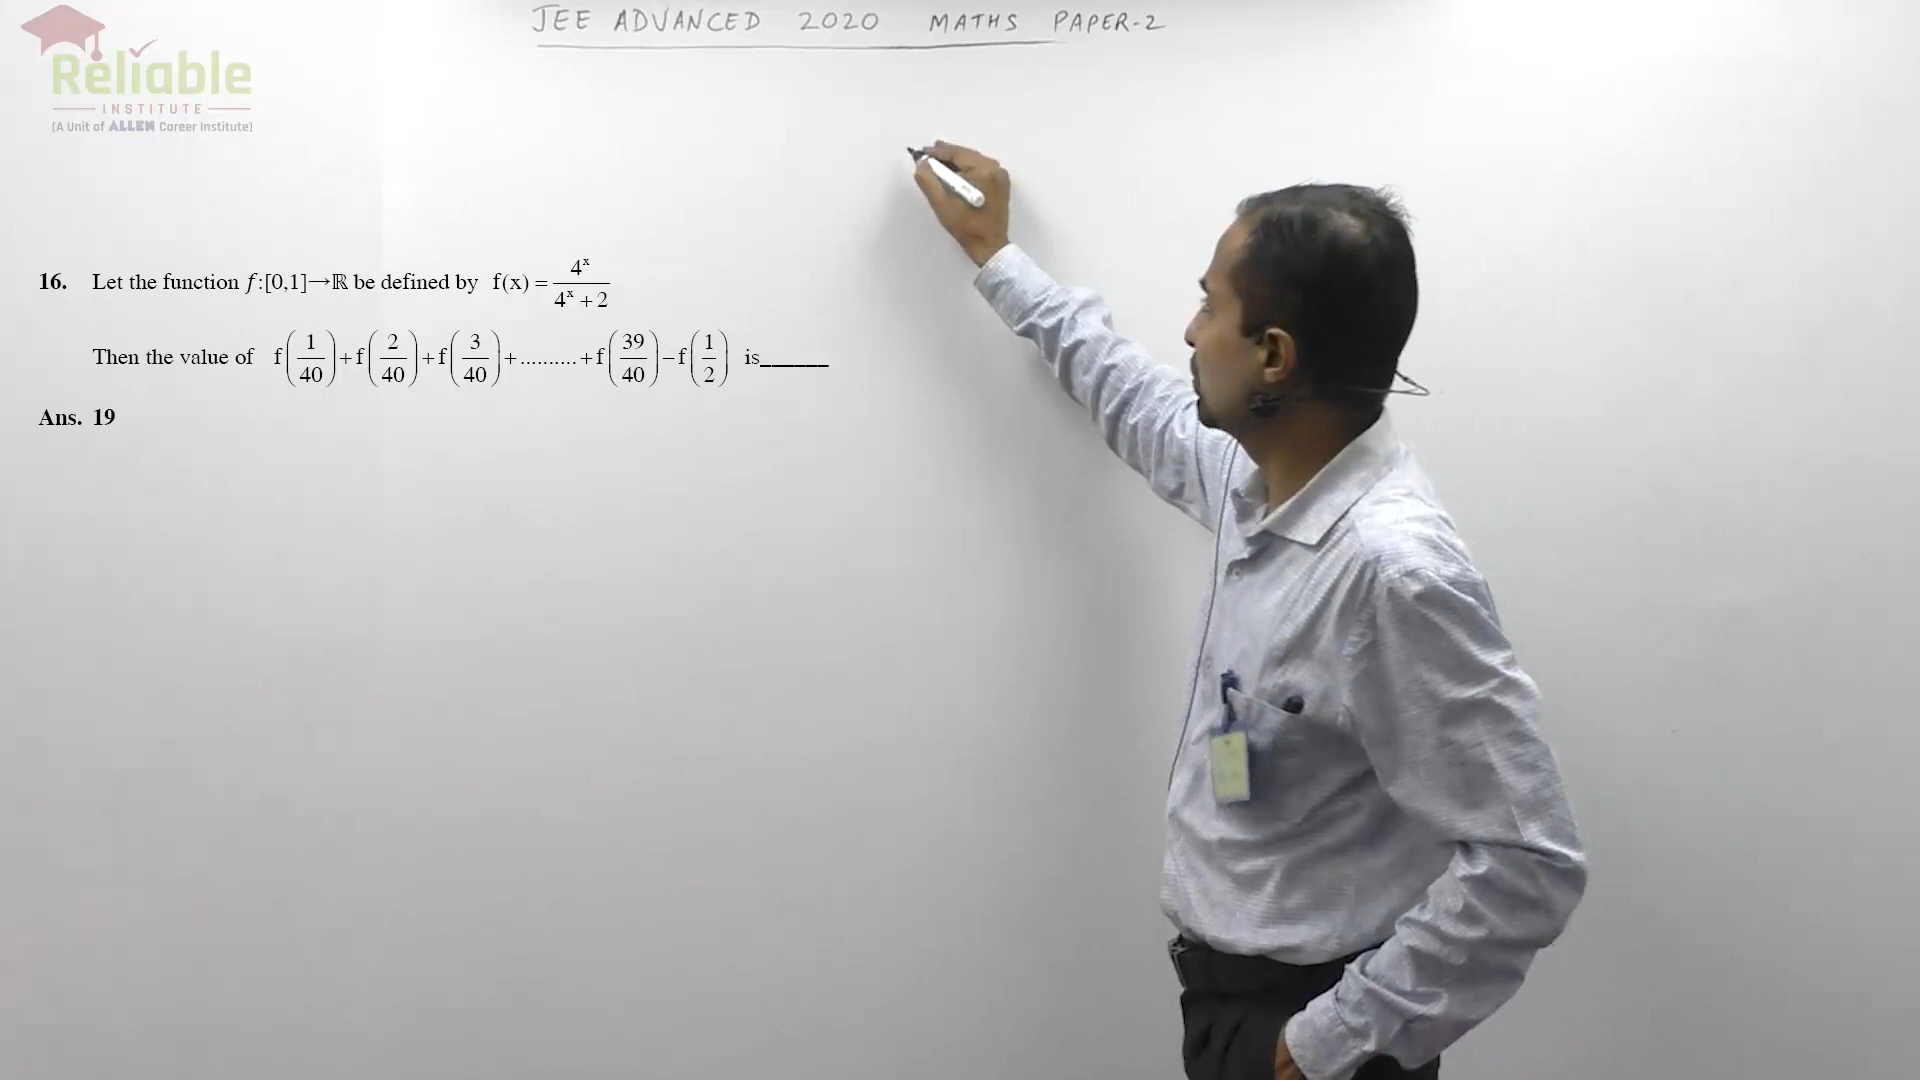 JEE ADVANCED 2020 MATHS PAPER-2
Reliable
INSTITUTE
(A Unit of ALLEN Career Institute)
16. Let the function f:[0,1]→ℝ be defined by f(x) = 4^x / (4^x + 2)
Then the value of f(1/40) + f(2/40) + f(3/40) + .......... + f(39/40) − f(1/2) is______
Ans. 19